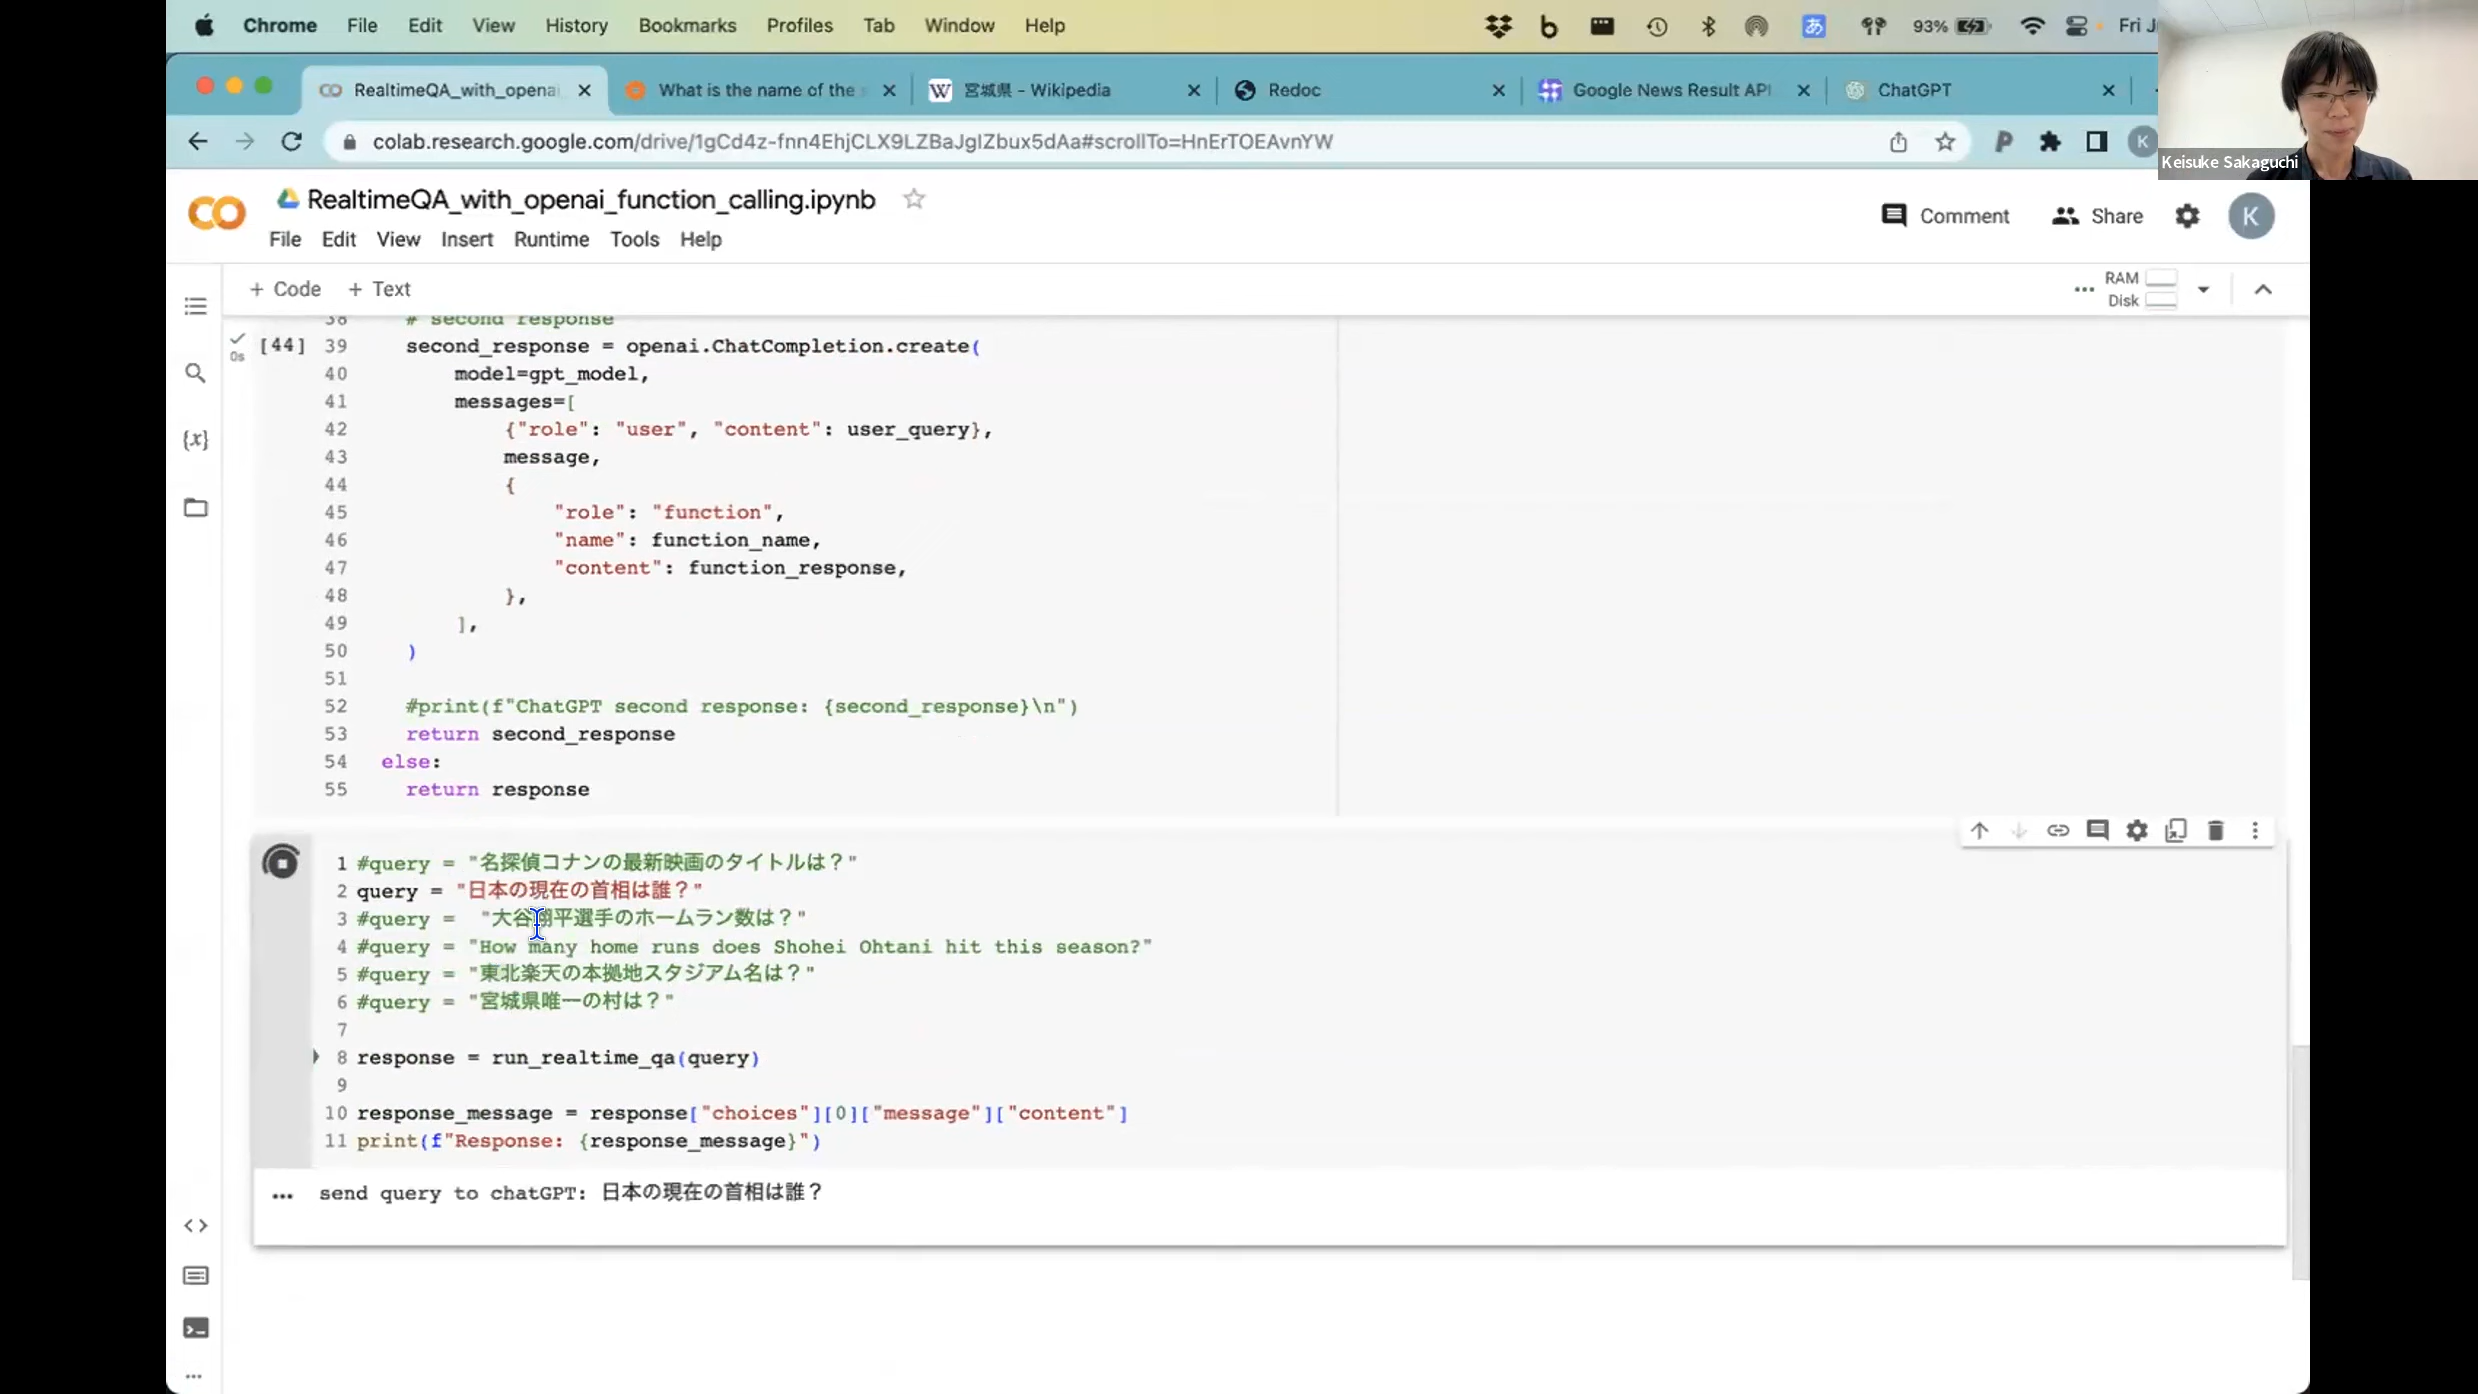 Chrome File Edit View History Bookmarks Profiles Tab Window Help
あ 93% Fri
RealtimeQA_with_opena
What is the name of the
W 宮城県 - Wikipedia
Redoc
Google News Result API
ChatGPT
colab.research.google.com/drive/1gCd4z-fnn4EhjCLX9LZBaJgIZbux5dAa#scrollTo=HnErTOEAvnYW
K
Keisuke Sakaguchi
RealtimeQA_with_openai_function_calling.ipynb
Comment Share K
File Edit View Insert Runtime Tools Help
+ Code + Text
RAM
Disk
38 # second response
[44] 39 second_response = openai.ChatCompletion.create(
0s
40 model=gpt_model,
41 messages=[
42 {"role": "user", "content": user_query},
43 message,
44 {
45 "role": "function",
46 "name": function_name,
47 "content": function_response,
48 },
49 ],
50 )
51
52 #print(f"ChatGPT second response: {second_response}\n")
53 return second_response
54 else:
55 return response
1 #query = "名探偵コナンの最新映画のタイトルは？"
2 query = "日本の現在の首相は誰？"
3 #query =  "大谷翔平選手のホームラン数は？"
4 #query = "How many home runs does Shohei Ohtani hit this season?"
5 #query = "東北楽天の本拠地スタジアム名は？"
6 #query = "宮城県唯一の村は？"
7
8 response = run_realtime_qa(query)
9
10 response_message = response["choices"][0]["message"]["content"]
11 print(f"Response: {response_message}")
send query to chatGPT: 日本の現在の首相は誰？